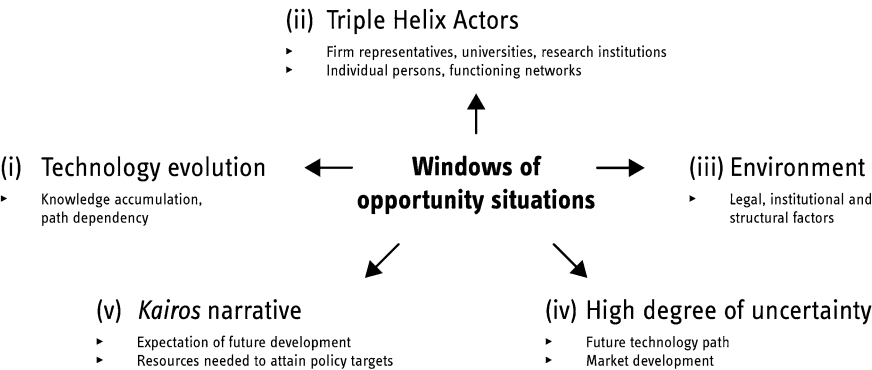 (ii) Triple Helix Actors
▸ Firm representatives, universities, research institutions
▸ Individual persons, functioning networks
(i) Technology evolution
▸ Knowledge accumulation,
path dependency
Windows of
opportunity situations
(iii) Environment
▸ Legal, institutional and
structural factors
(v) Kairos narrative
▸ Expectation of future development
▸ Resources needed to attain policy targets
(iv) High degree of uncertainty
▸ Future technology path
▸ Market development